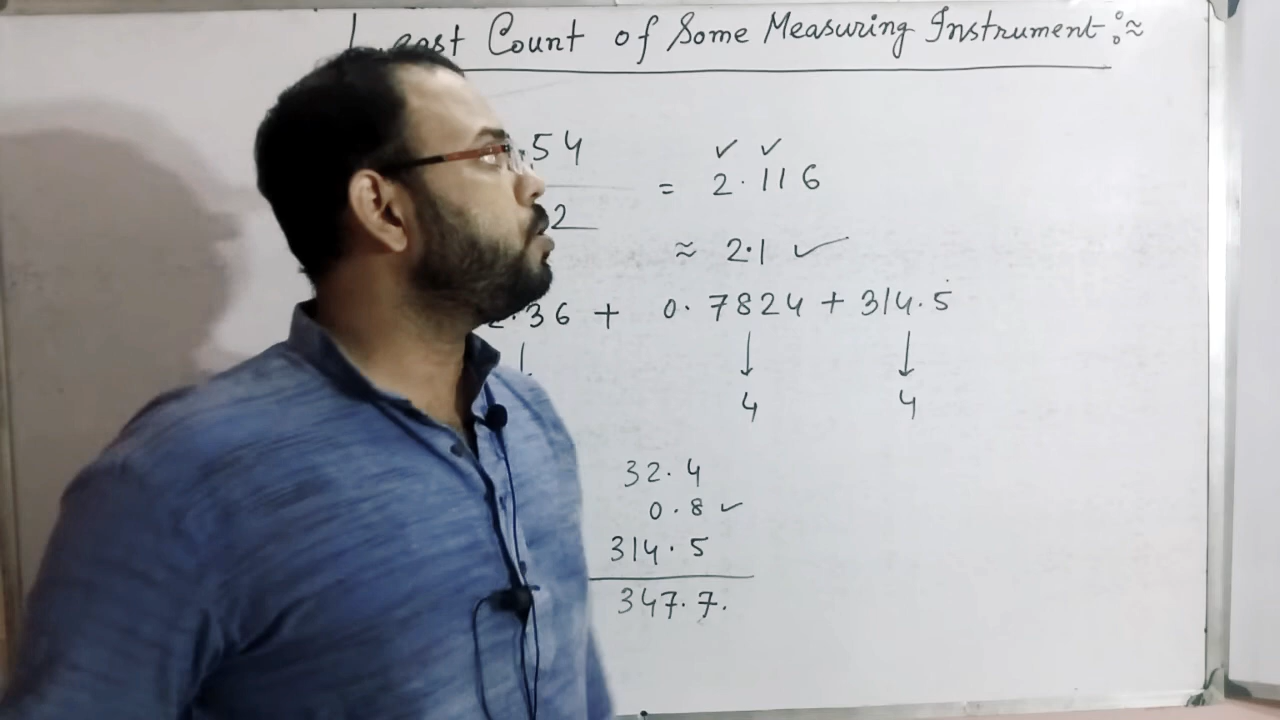 Least Count of Some Measuring Instrument :≈
.54
2
= 2.116
≈ 2.1 ✓
2.36 + 0.7824 + 314.5
4 4
32.4
0.8 ✓
314.5
347.7.